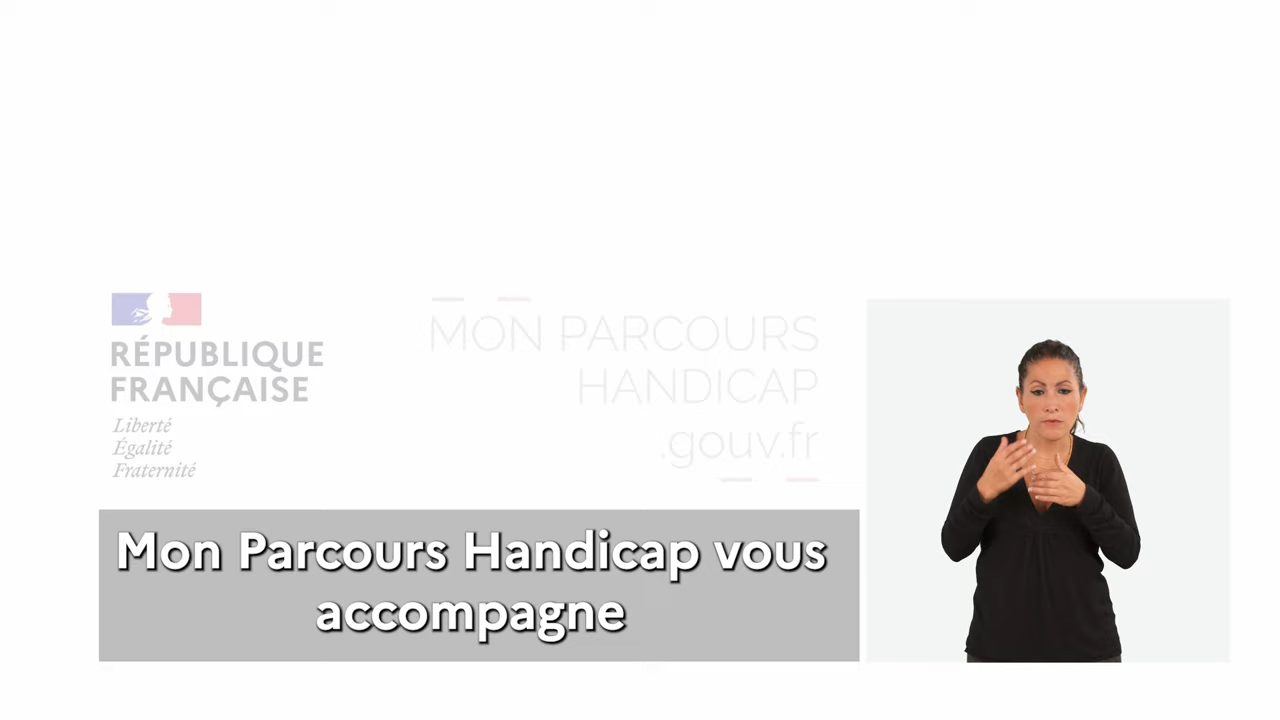 RÉPUBLIQUE
FRANÇAISE
Liberté
Égalité
Fraternité
MON PARCOURS
HANDICAP
.gouv.fr
Mon Parcours Handicap vous
accompagne